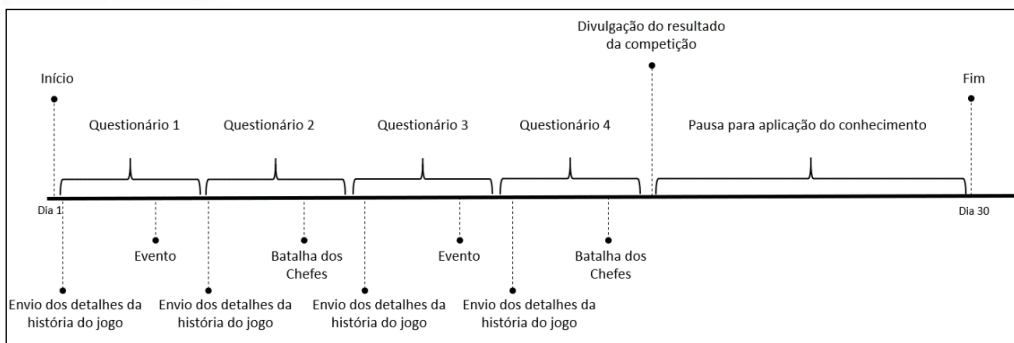 Divulgação do resultado
da competição
Início
Fim
Questionário 1
Questionário 2
Questionário 3
Questionário 4
Pausa para aplicação do conhecimento
Dia 1
Dia 30
Evento
Batalha dos
Chefes
Evento
Batalha dos
Chefes
Envio dos detalhes da
história do jogo
Envio dos detalhes da
história do jogo
Envio dos detalhes da
história do jogo
Envio dos detalhes da
história do jogo